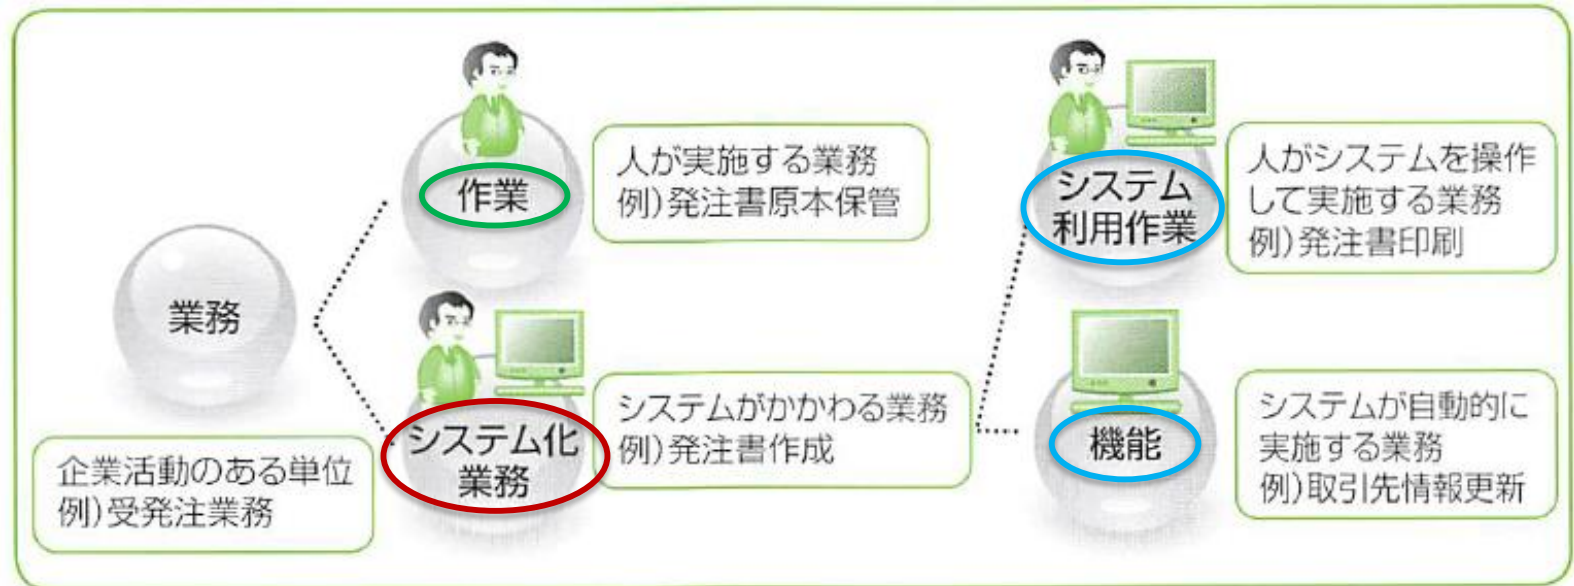 業務
企業活動のある単位
例)受発注業務
作業
人が実施する業務
例)発注書原本保管
システム化
業務
システムがかかわる業務
例)発注書作成
システム
利用作業
人がシステムを操作
して実施する業務
例)発注書印刷
機能
システムが自動的に
実施する業務
例)取引先情報更新